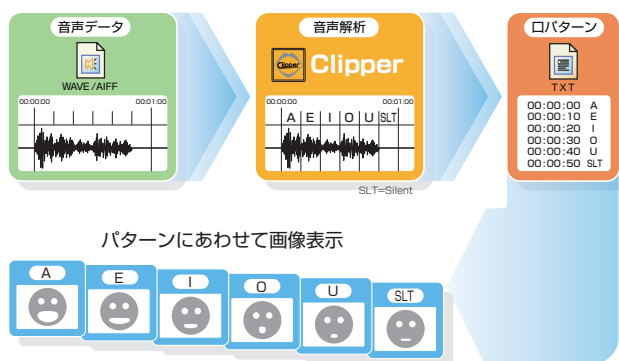 音声データ
WAVE/AIFF
00:00:00 00:01:00
音声解析
Clipper
Clipper
00:00:00 00:01:00
A E I O U SLT
SLT=Silent
口パターン
TXT
00:00:00 A
00:00:10 E
00:00:20 I
00:00:30 O
00:00:40 U
00:00:50 SLT
パターンにあわせて画像表示
A
E
I
O
U
SLT